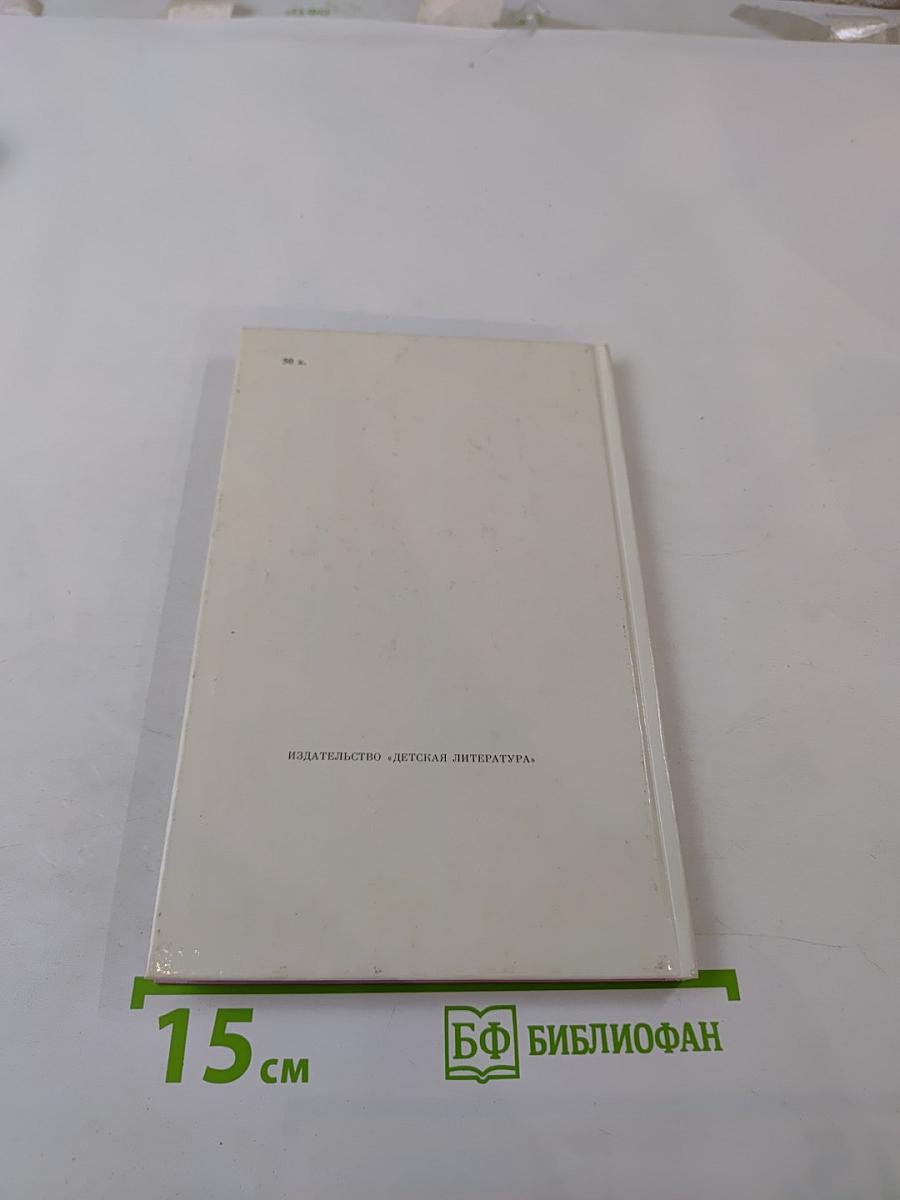 50 к.
ИЗДАТЕЛЬСТВО «ДЕТСКАЯ ЛИТЕРАТУРА»
15 см
БФ БИБЛИОФАН